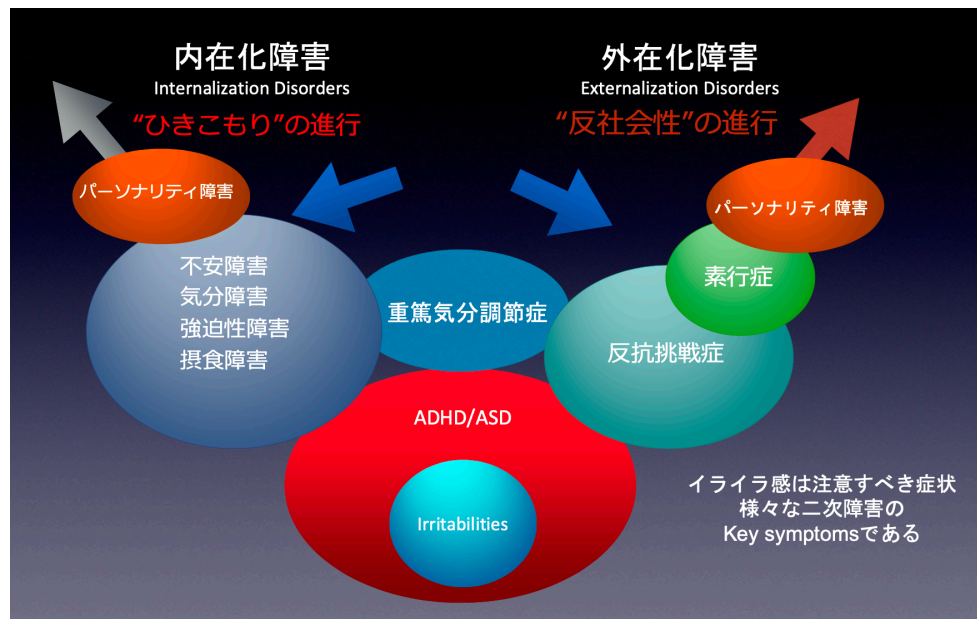 内在化障害
Internalization Disorders
“ひきこもり”の進行
外在化障害
Externalization Disorders
“反社会性”の進行
パーソナリティ障害
パーソナリティ障害
不安障害
気分障害
強迫性障害
摂食障害
重篤気分調節症
素行症
反抗挑戦症
ADHD/ASD
Irritabilities
イライラ感は注意すべき症状
様々な二次障害の
Key symptomsである